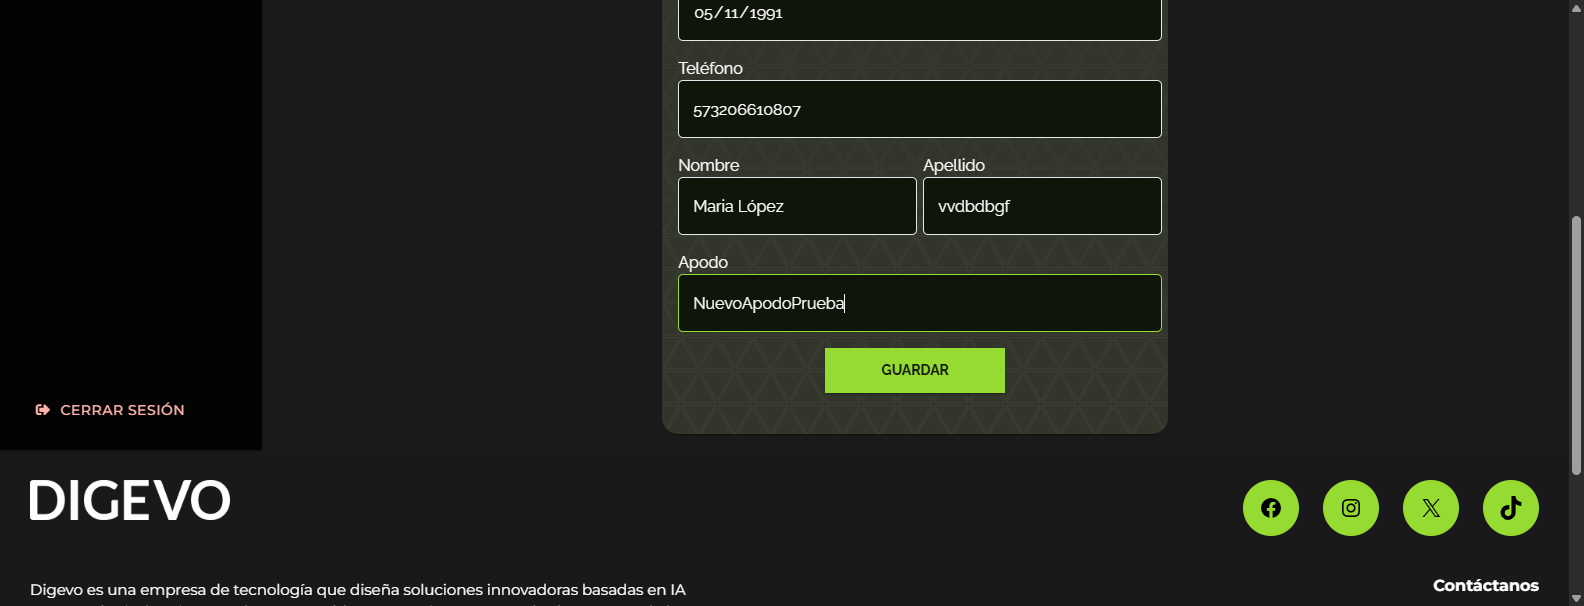 05/11/1991
Teléfono
573206610807
Nombre
Apellido
Maria López
vvdbdbgf
Apodo
NuevoApodoPrueba
GUARDAR
CERRAR SESIÓN
DIGEVO
Digevo es una empresa de tecnología que diseña soluciones innovadoras basadas en IA
Contáctanos